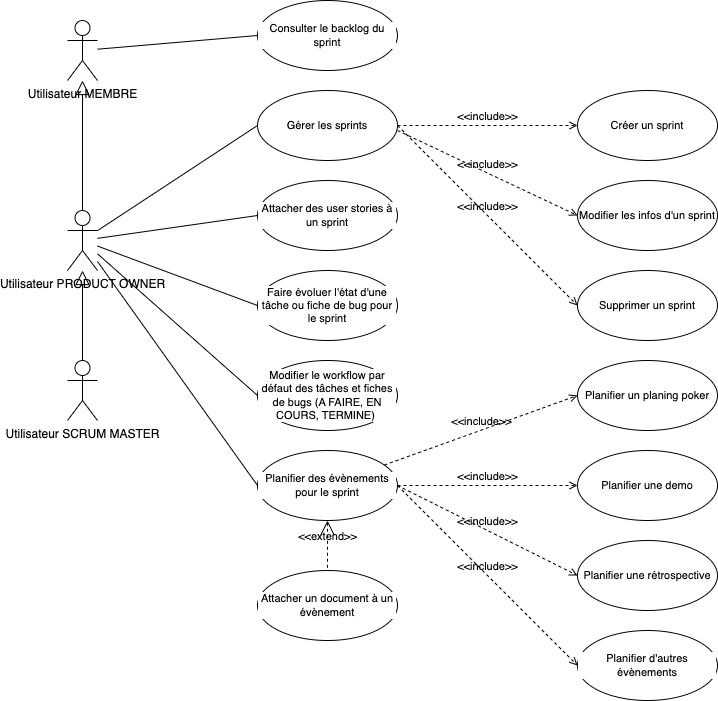 Consulter le backlog du
sprint
Utilisateur MEMBRE
Gérer les sprints
<<include>>
Créer un sprint
<<include>>
Modifier les infos d'un sprint
<<include>>
Attacher des user stories à
un sprint
Utilisateur PRODUCT OWNER
Faire évoluer l'état d'une
tâche ou fiche de bug pour
le sprint
Supprimer un sprint
Modifier le workflow par
défaut des tâches et fiches
de bugs (A FAIRE, EN
COURS, TERMINE)
Planifier un planing poker
<<include>>
Utilisateur SCRUM MASTER
Planifier des évènements
pour le sprint
<<include>>
Planifier une demo
<<include>>
<<extend>>
<<include>>
Planifier une rétrospective
Attacher un document à un
évènement
Planifier d'autres
évènements